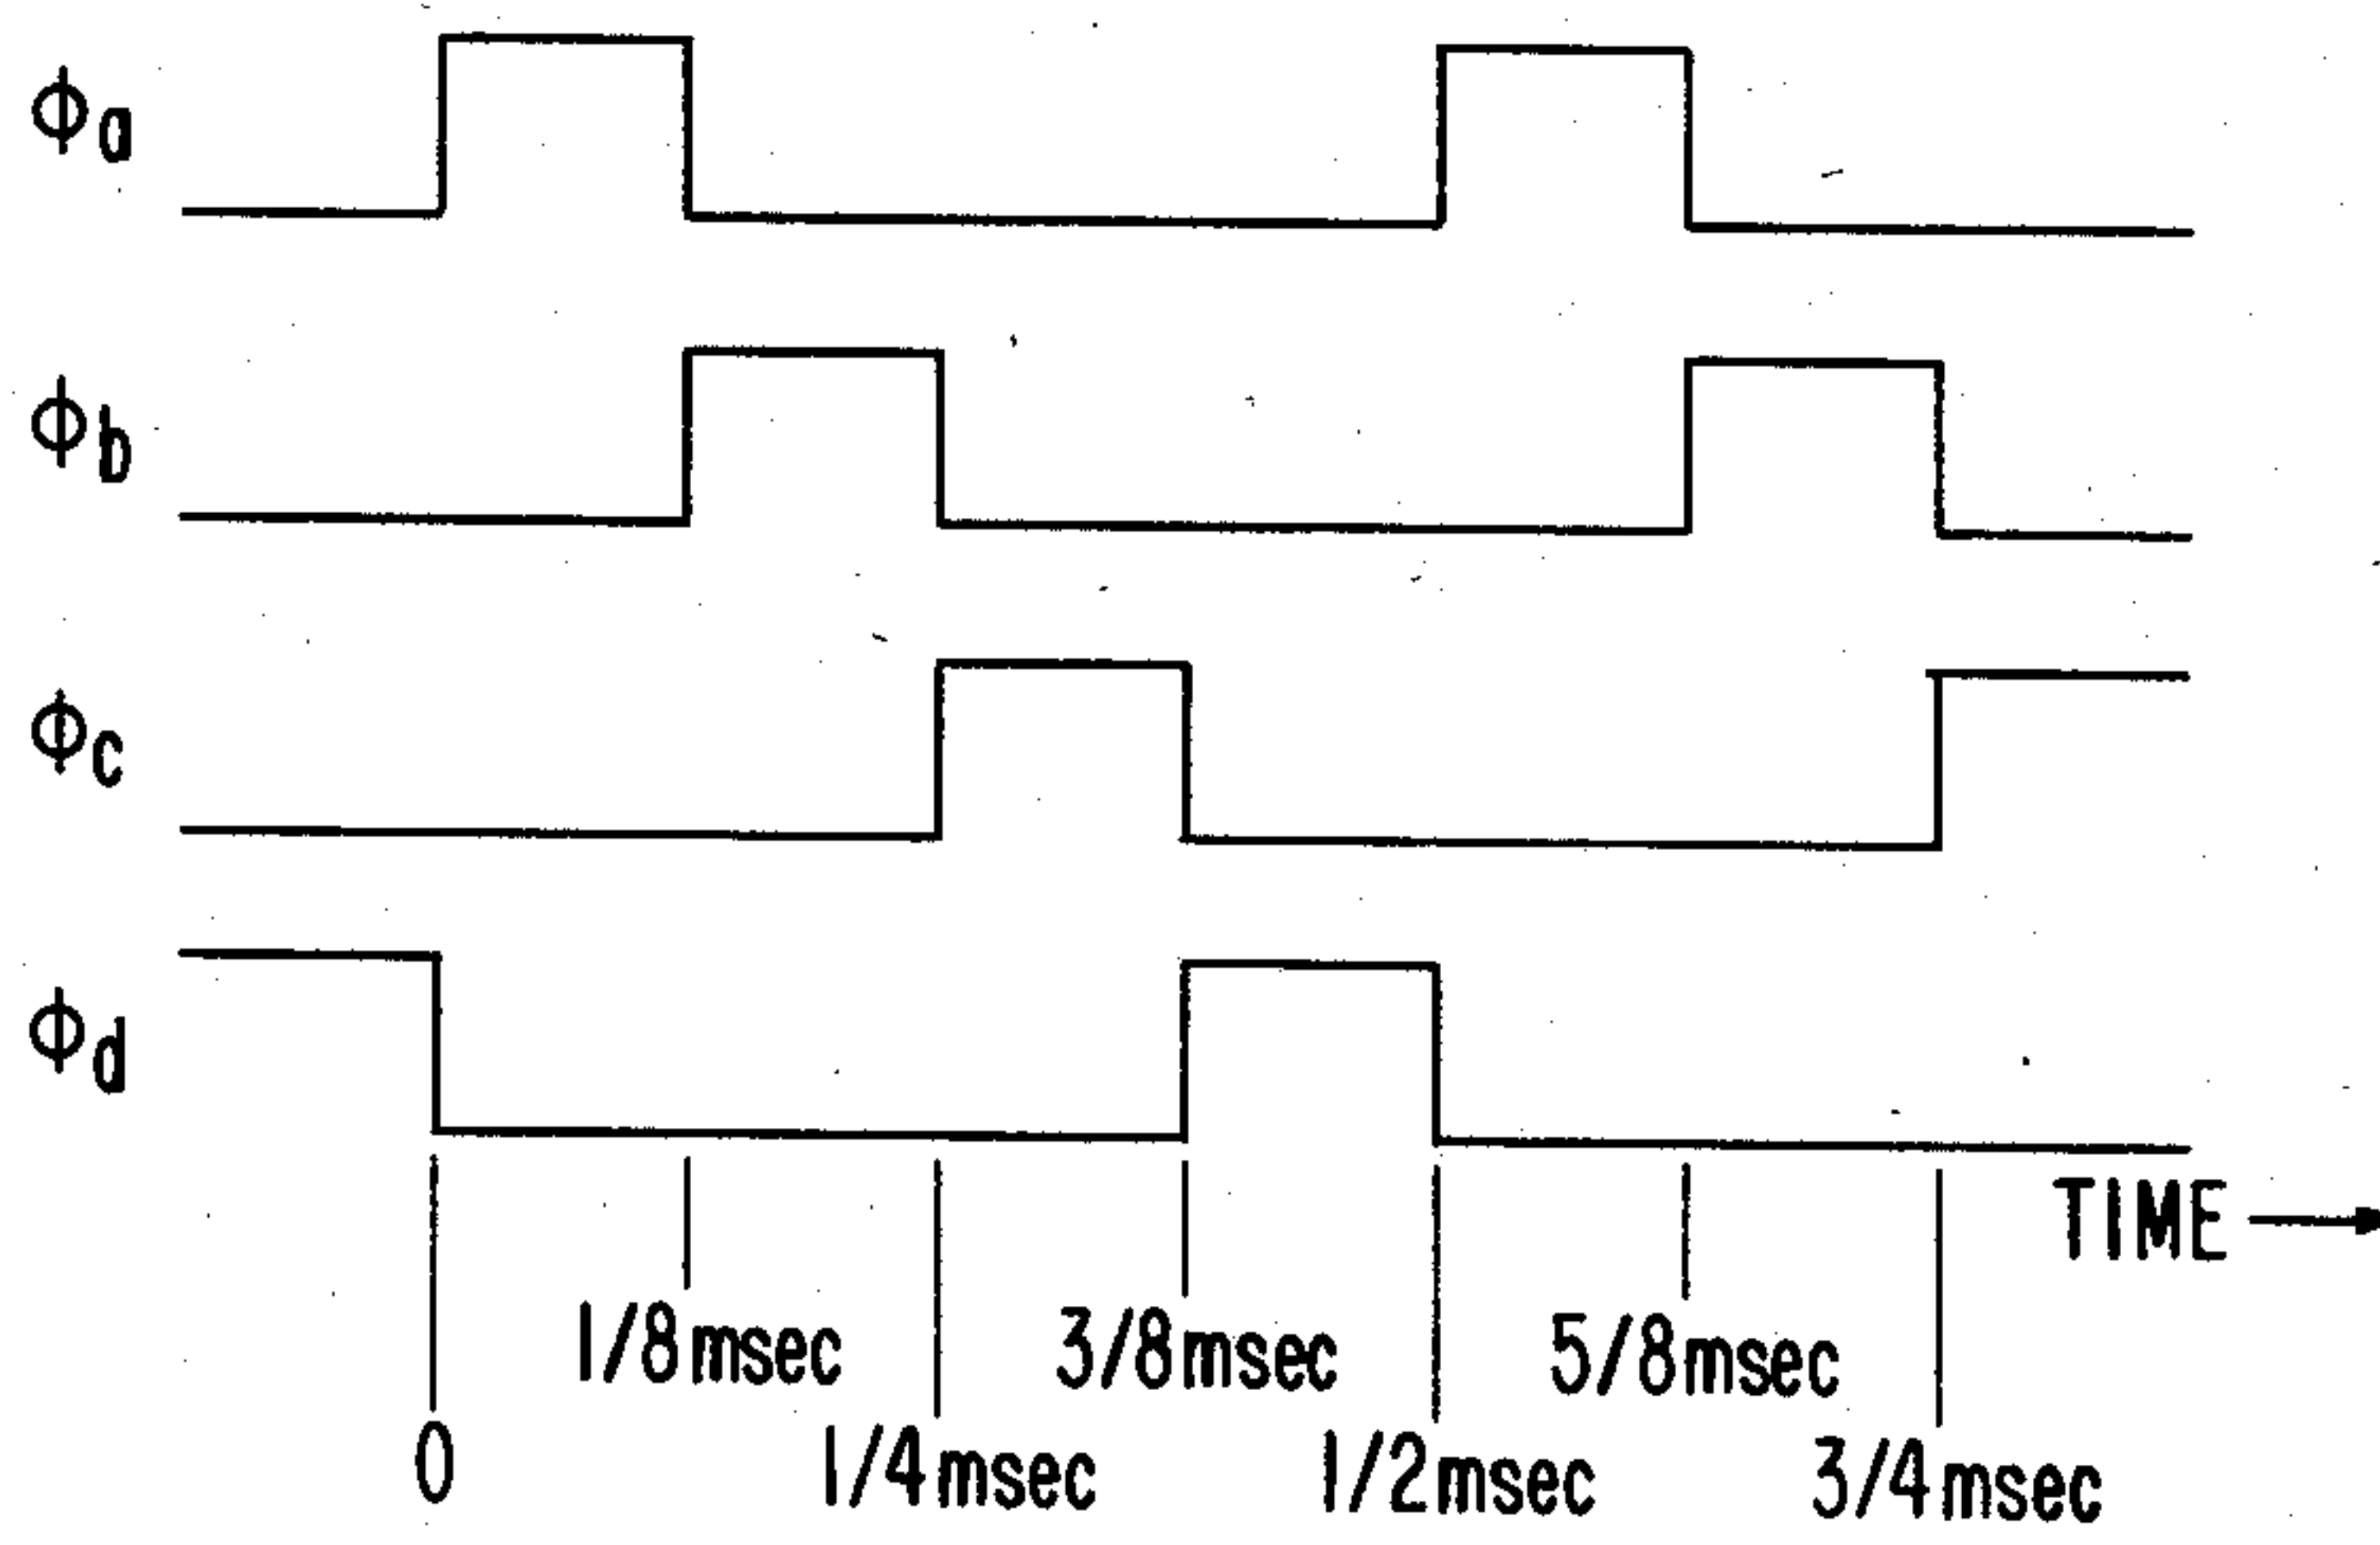 ϕa
ϕb
ϕc
ϕd
TIME
1/8msec
3/8msec
5/8msec
0
1/4msec
1/2msec
3/4msec